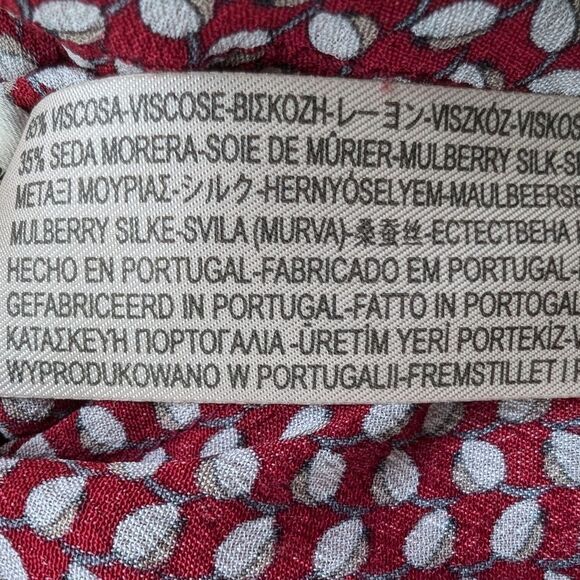 65% VISCOSA-VISCOSE-ΒΙΣΚΟΖΗ-レーヨン-VISZKÓZ-VISKOS
35% SEDA MORERA-SOIE DE MÛRIER-MULBERRY SILK-S
ΜΕΤΑΞΙ ΜΟΥΡΙΑΣ-シルク-HERNYÓSELYEM-MAULBEERSE
MULBERRY SILKE-SVILA (MURVA)-桑蚕丝-ЕСТЕСТВЕНА
HECHO EN PORTUGAL-FABRICADO EM PORTUGAL-
GEFABRICEERD IN PORTUGAL-FATTO IN PORTOGAL
ΚΑΤΑΣΚΕΥΗ ΠΟΡΤΟΓΑΛΙΑ -ÜRETİM YERİ PORTEKİZ-
WYPRODUKOWANO W PORTUGALII-FREMSTILLET I